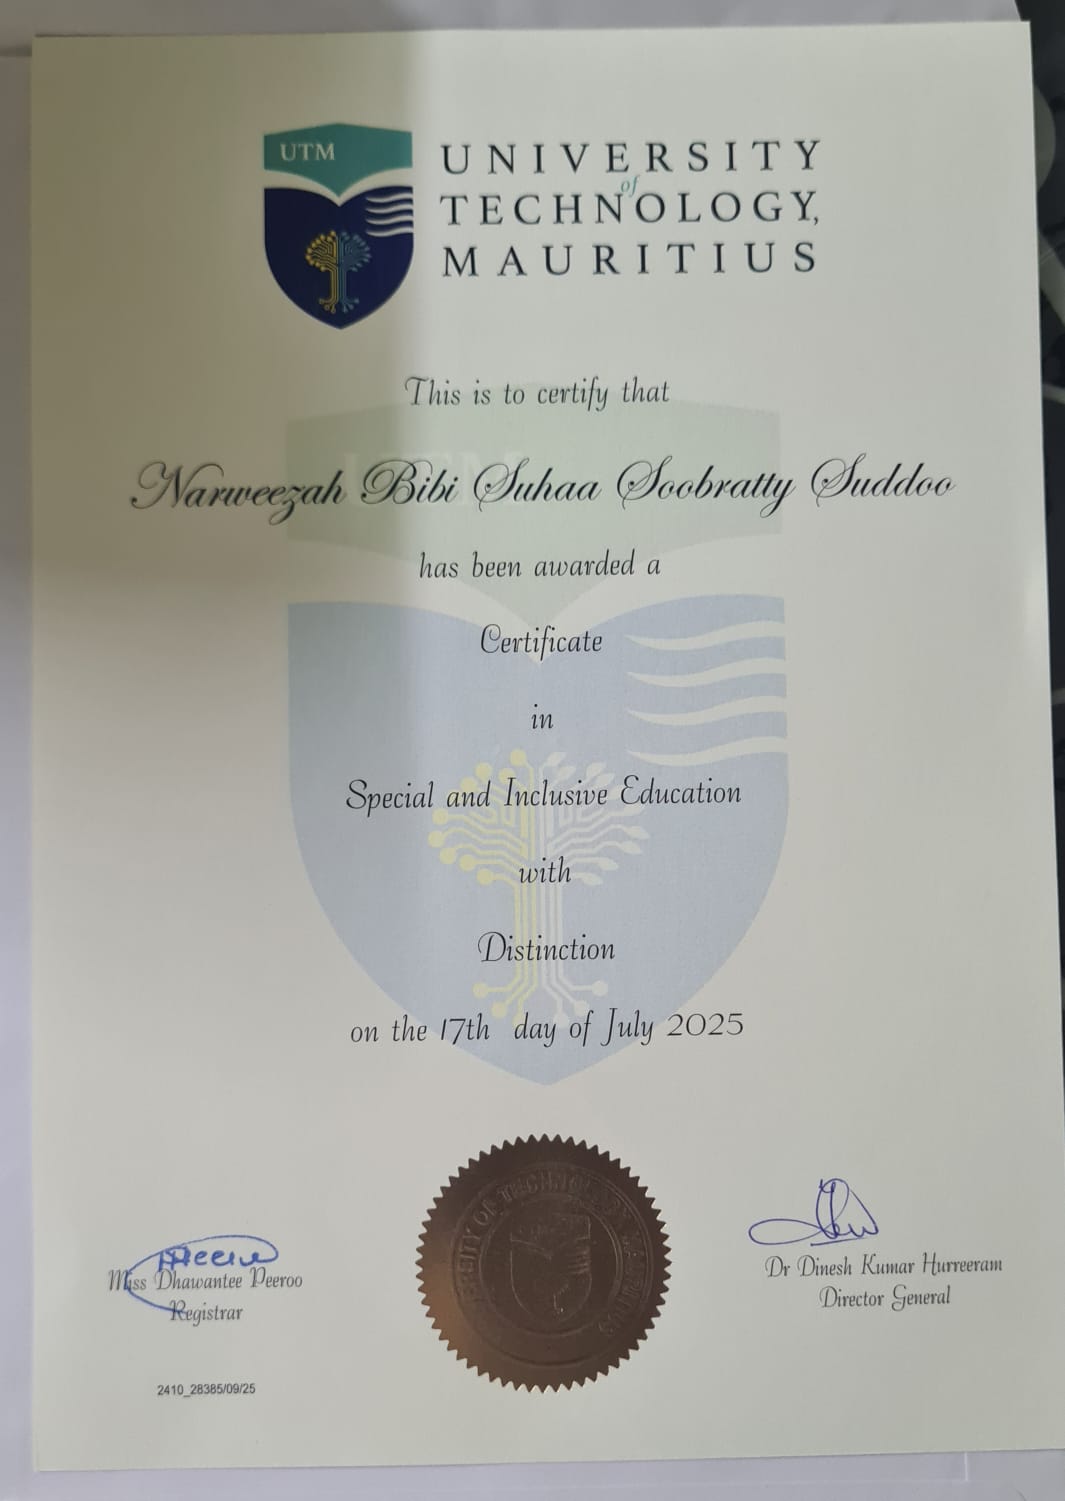 UTM
UNIVERSITY
of
TECHNOLOGY,
MAURITIUS
This is to certify that
Narweezah Bibi Suhaa Soobratty Suddoo
has been awarded a
Certificate
in
Special and Inclusive Education
with
Distinction
on the 17th day of July 2025
Miss Dhawantee Peeroo
Registrar
Dr Dinesh Kumar Hurreeram
Director General
2410_28385/09/25